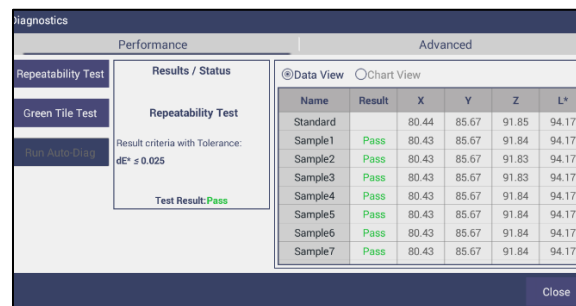 Diagnostics
Performance Advanced
Repeatability Test
Green Tile Test
Run Auto-Diag
Results / Status
Repeatability Test
Result criteria with Tolerance:
dE* ≤ 0.025
Test Result:Pass
Data View Chart View
Name Result X Y Z L*
Standard 80.44 85.67 91.85 94.17
Sample1 Pass 80.43 85.67 91.84 94.17
Sample2 Pass 80.43 85.67 91.83 94.17
Sample3 Pass 80.43 85.67 91.83 94.17
Sample4 Pass 80.43 85.67 91.84 94.17
Sample5 Pass 80.43 85.67 91.84 94.17
Sample6 Pass 80.43 85.67 91.84 94.17
Sample7 Pass 80.43 85.67 91.84 94.17
Close